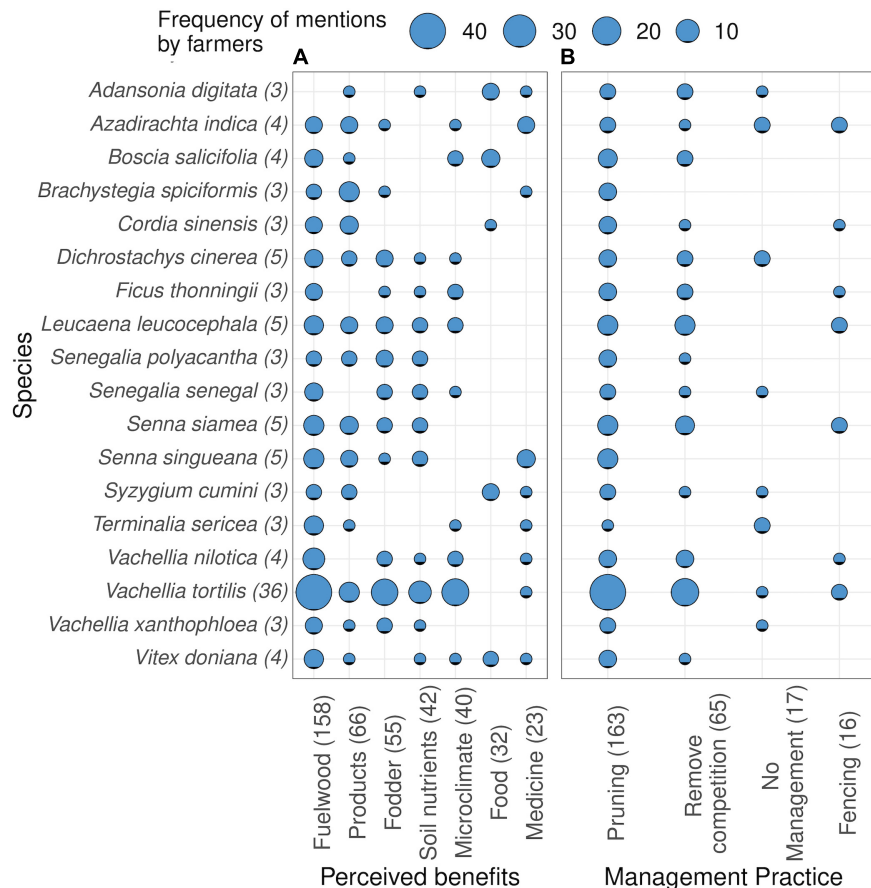 Frequency of mentions
by farmers
40 30 20 10
A B
Adansonia digitata (3)
Azadirachta indica (4)
Boscia salicifolia (4)
Brachystegia spiciformis (3)
Cordia sinensis (3)
Dichrostachys cinerea (5)
Ficus thonningii (3)
Leucaena leucocephala (5)
Senegalia polyacantha (3)
Senegalia senegal (3)
Senna siamea (5)
Senna singueana (5)
Syzygium cumini (3)
Terminalia sericea (3)
Vachellia nilotica (4)
Vachellia tortilis (36)
Vachellia xanthophloea (3)
Vitex doniana (4)
Species
Fuelwood (158)
Products (66)
Fodder (55)
Soil nutrients (42)
Microclimate (40)
Food (32)
Medicine (23)
Pruning (163)
Remove
competition (65)
No
Management (17)
Fencing (16)
Perceived benefits
Management Practice